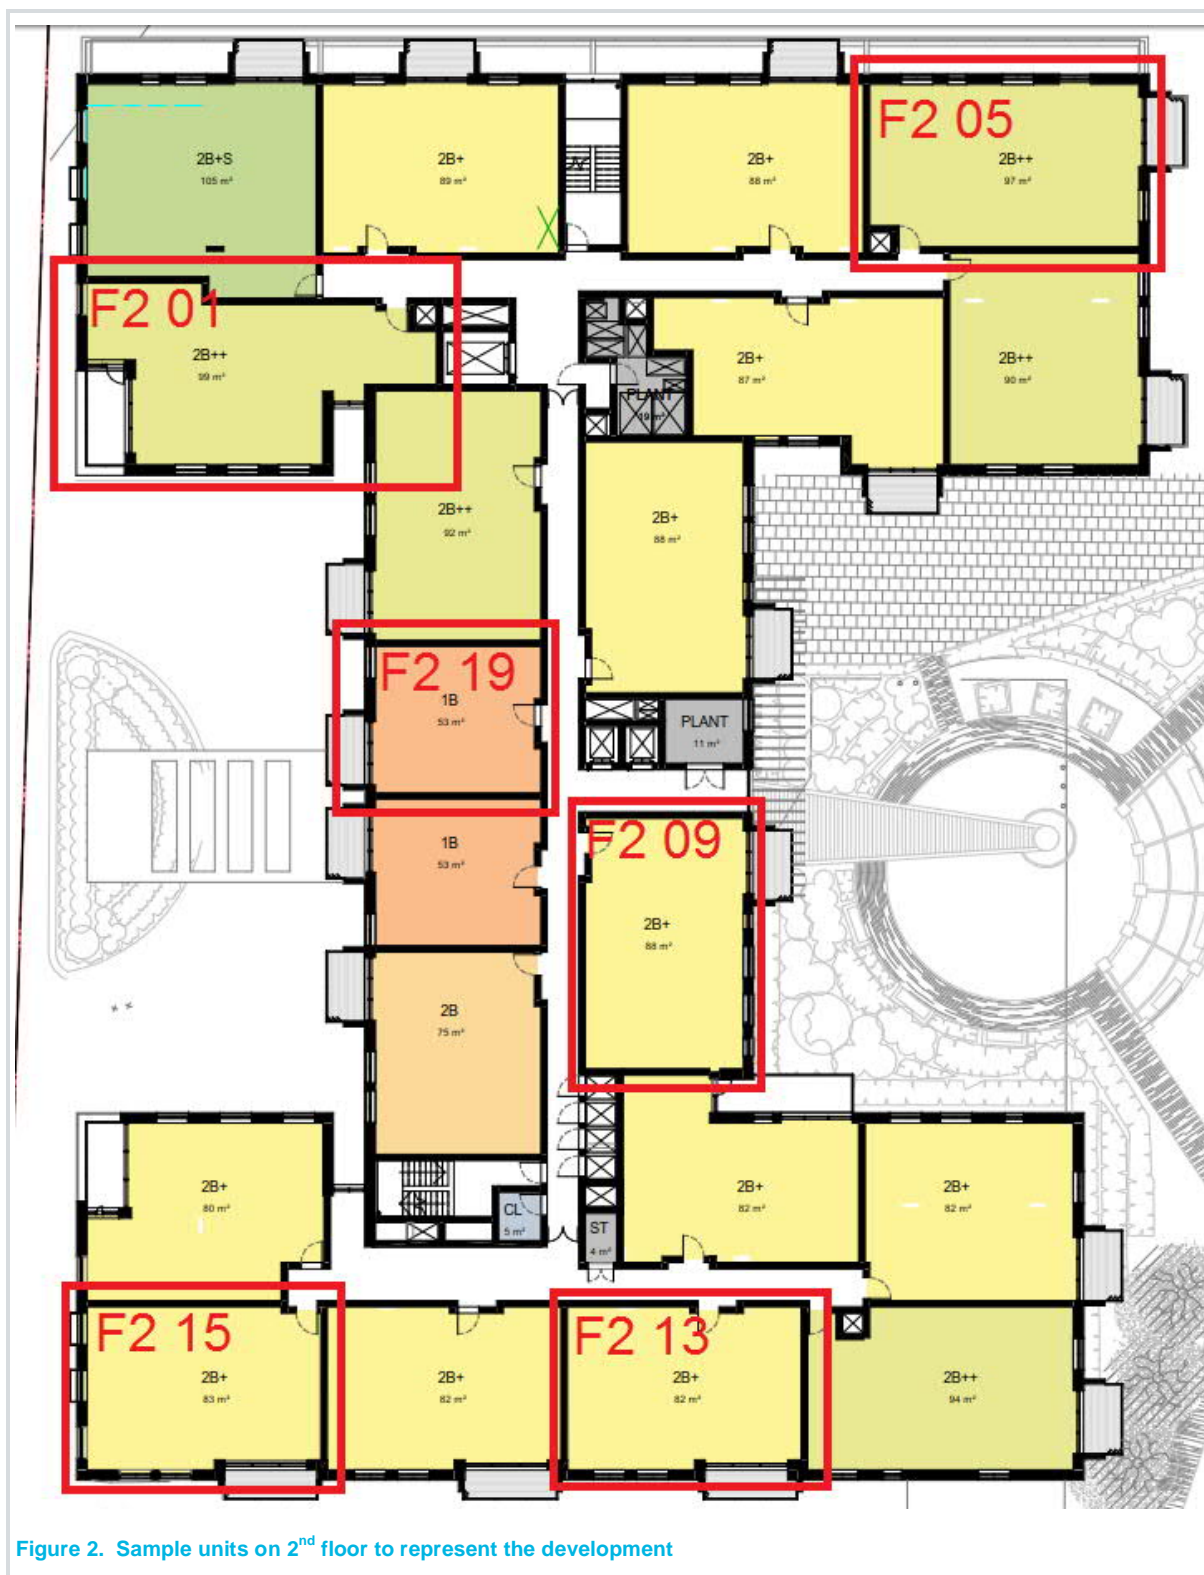 F2 05
2B+S
105 m²
2B+
89 m²
2B+
88 m²
2B++
97 m²
F2 01
2B++
99 m²
2B+
87 m²
2B++
90 m²
PLANT
19 m²
2B++
92 m²
2B+
88 m²
F2 19
1B
53 m²
PLANT
11 m²
F2 09
1B
53 m²
2B+
88 m²
2B
75 m²
2B+
80 m²
2B+
82 m²
2B+
82 m²
CL
5 m²
ST
4 m²
F2 15
2B+
83 m²
2B+
82 m²
F2 13
2B+
82 m²
2B++
94 m²
Figure 2. Sample units on 2nd floor to represent the development